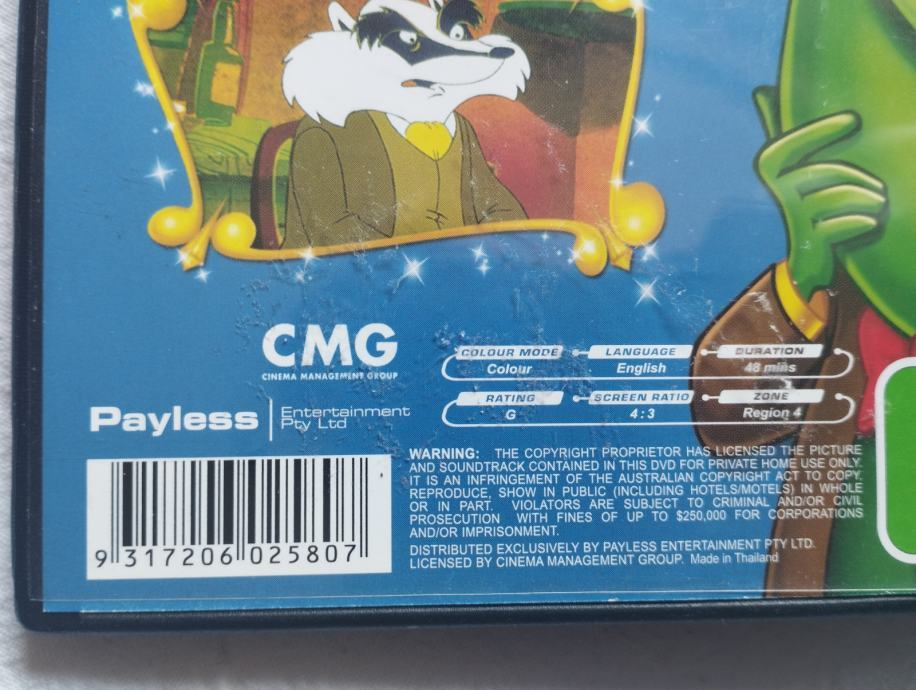 CMG
CINEMA MANAGEMENT GROUP
Payless Entertainment
Pty Ltd
COLOUR MODE LANGUAGE DURATION
Colour English 48 mins
RATING SCREEN RATIO ZONE
G 4:3 Region 4
WARNING: THE COPYRIGHT PROPRIETOR HAS LICENSED THE PICTURE
AND SOUNDTRACK CONTAINED IN THIS DVD FOR PRIVATE HOME USE ONLY.
IT IS AN INFRINGEMENT OF THE AUSTRALIAN COPYRIGHT ACT TO COPY,
REPRODUCE, SHOW IN PUBLIC (INCLUDING HOTELS/MOTELS) IN WHOLE
OR IN PART. VIOLATORS ARE SUBJECT TO CRIMINAL AND/OR CIVIL
PROSECUTION WITH FINES OF UP TO $250,000 FOR CORPORATIONS
AND/OR IMPRISONMENT.
DISTRIBUTED EXCLUSIVELY BY PAYLESS ENTERTAINMENT PTY LTD.
LICENSED BY CINEMA MANAGEMENT GROUP. Made in Thailand
9 317206 025807